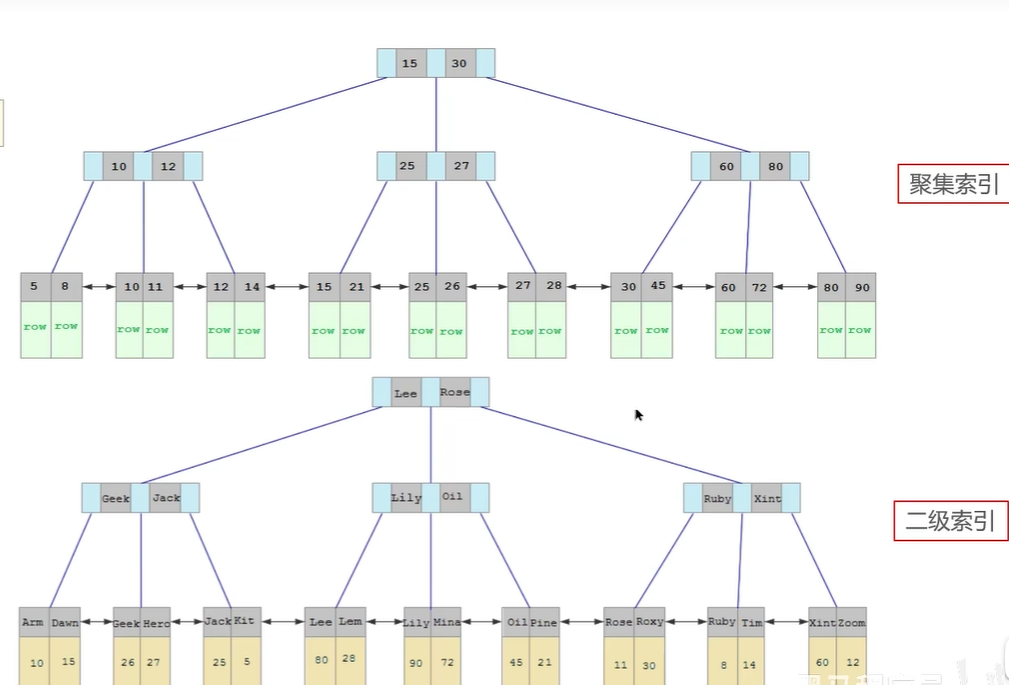 15 30
10 12 25 27 60 80
聚集索引
5 8 10 11 12 14 15 21 25 26 27 28 30 45 60 72 80 90
row row row row row row row row row row row row row row row row row row
Lee Rose
Geek Jack Lily Oil Ruby Xint
二级索引
Arm Dawn Geek Hero Jack Kit Lee Lem Lily Mina Oil Pine Rose Roxy Ruby Tim Xint Zoom
10 15 26 27 25 5 80 28 90 72 45 21 11 30 8 14 60 12